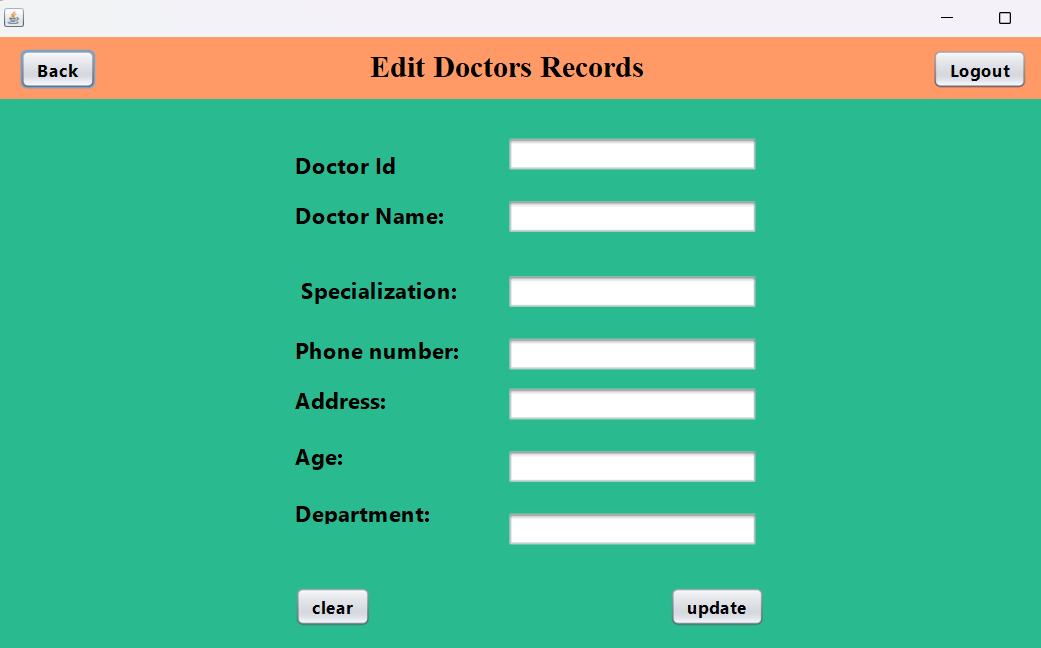 Back
Edit Doctors Records
Logout
Doctor Id
Doctor Name:
Specialization:
Phone number:
Address:
Age:
Department:
clear
update